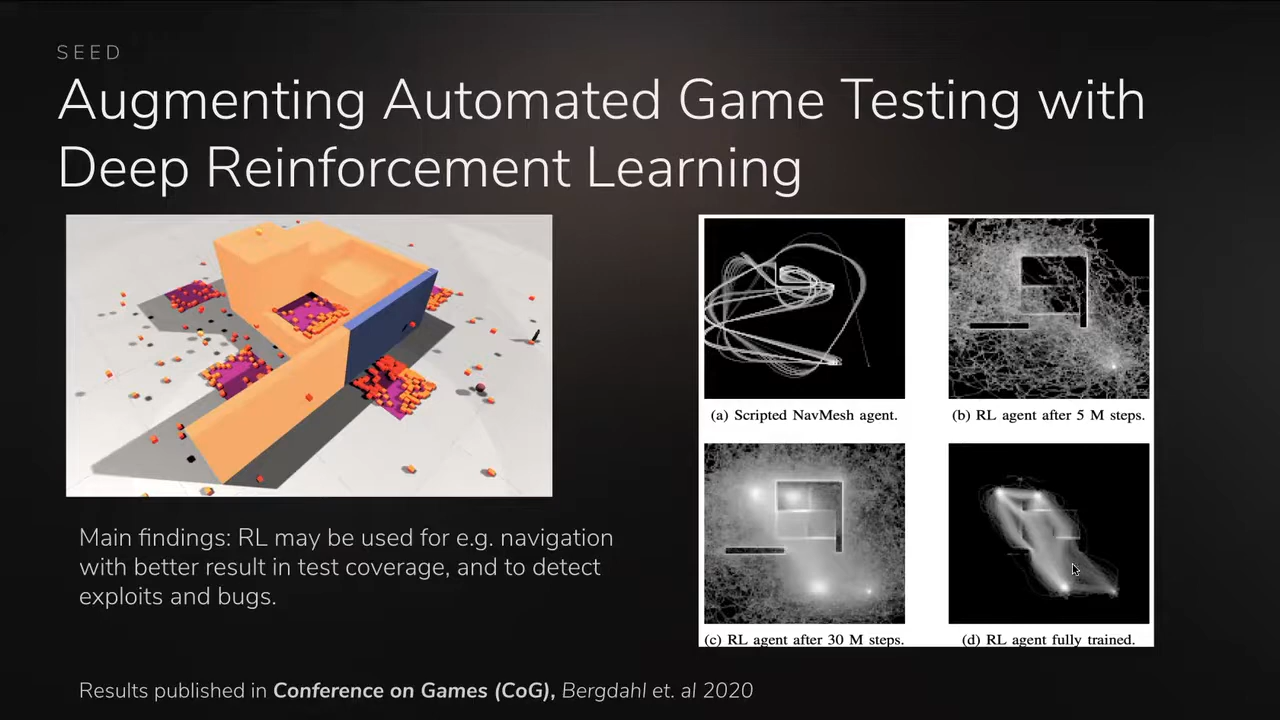 SEED
Augmenting Automated Game Testing with
Deep Reinforcement Learning
(a) Scripted NavMesh agent.
(b) RL agent after 5 M steps.
(c) RL agent after 30 M steps.
(d) RL agent fully trained.
Main findings: RL may be used for e.g. navigation
with better result in test coverage, and to detect
exploits and bugs.
Results published in Conference on Games (CoG), Bergdahl et. al 2020